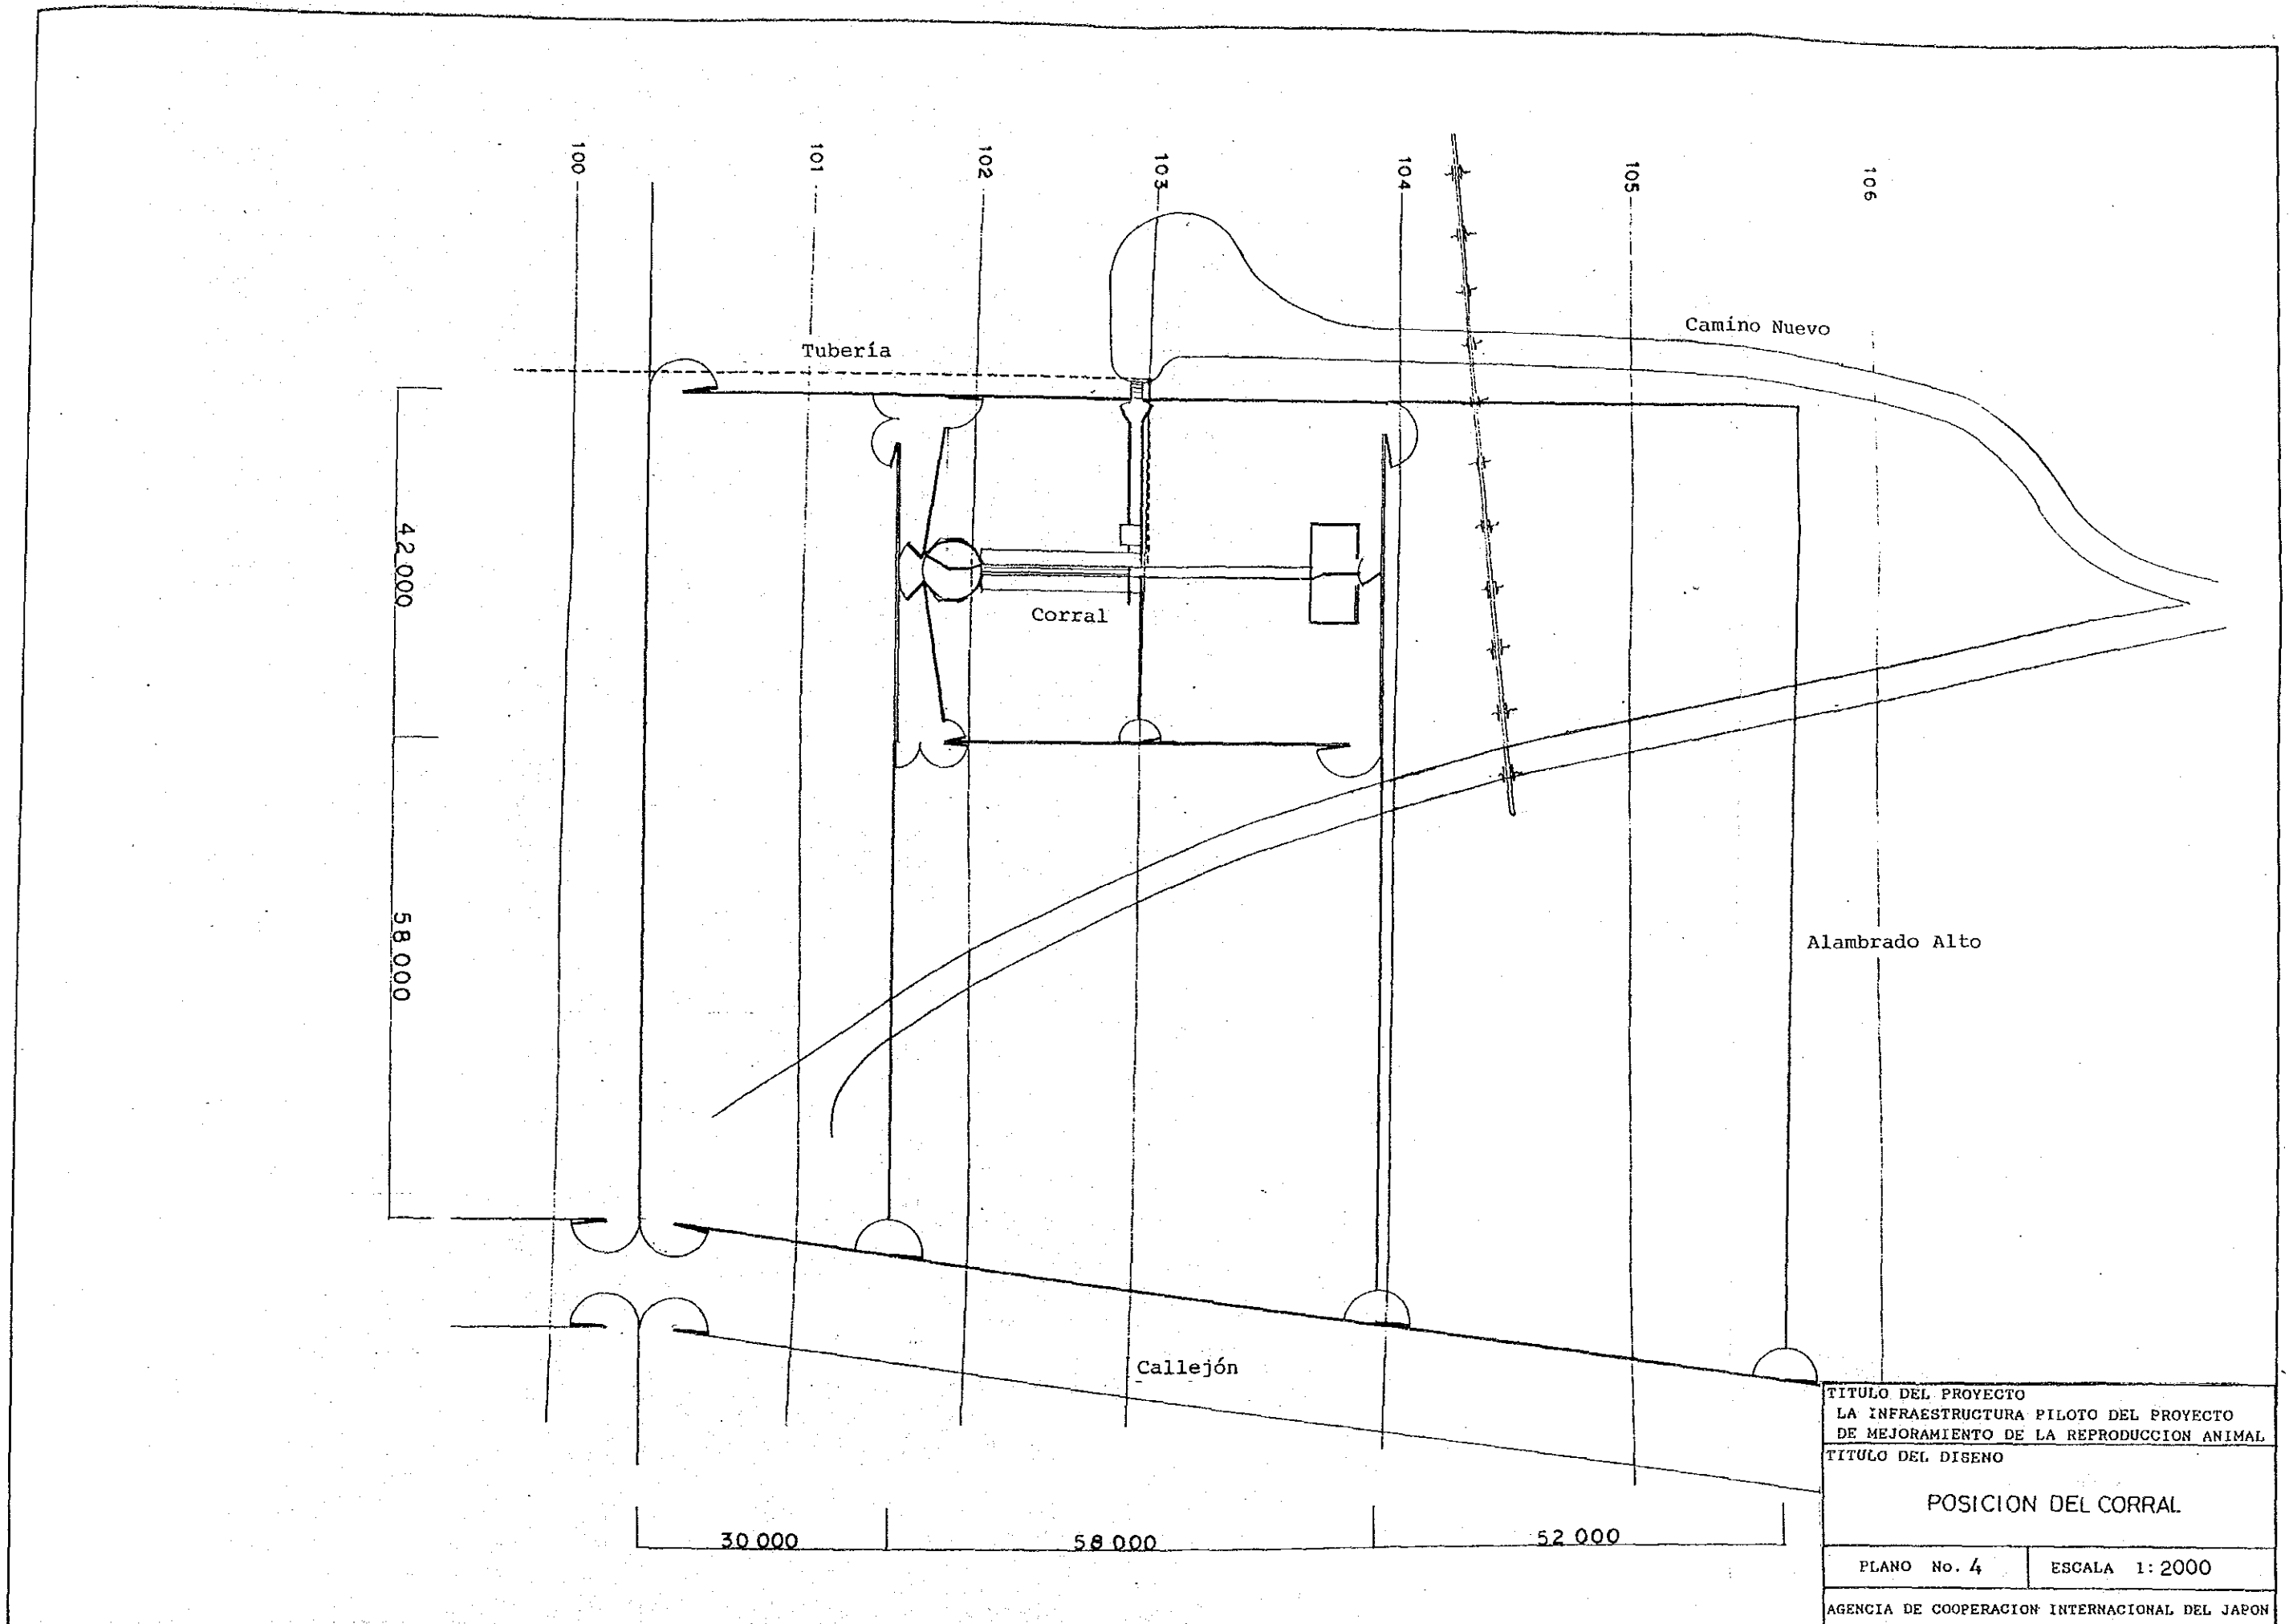 100
101
102
103
104
105
106
Camino Nuevo
Tubería
42 000
Corral
58 000
Alambrado Alto
Callejón
30 000
58 000
52 000
TITULO DEL PROYECTO
LA INFRAESTRUCTURA PILOTO DEL PROYECTO
DE MEJORAMIENTO DE LA REPRODUCCION ANIMAL
TITULO DEL DISENO
POSICION DEL CORRAL
PLANO No. 4 ESCALA 1:2000
AGENCIA DE COOPERACION INTERNACIONAL DEL JAPON